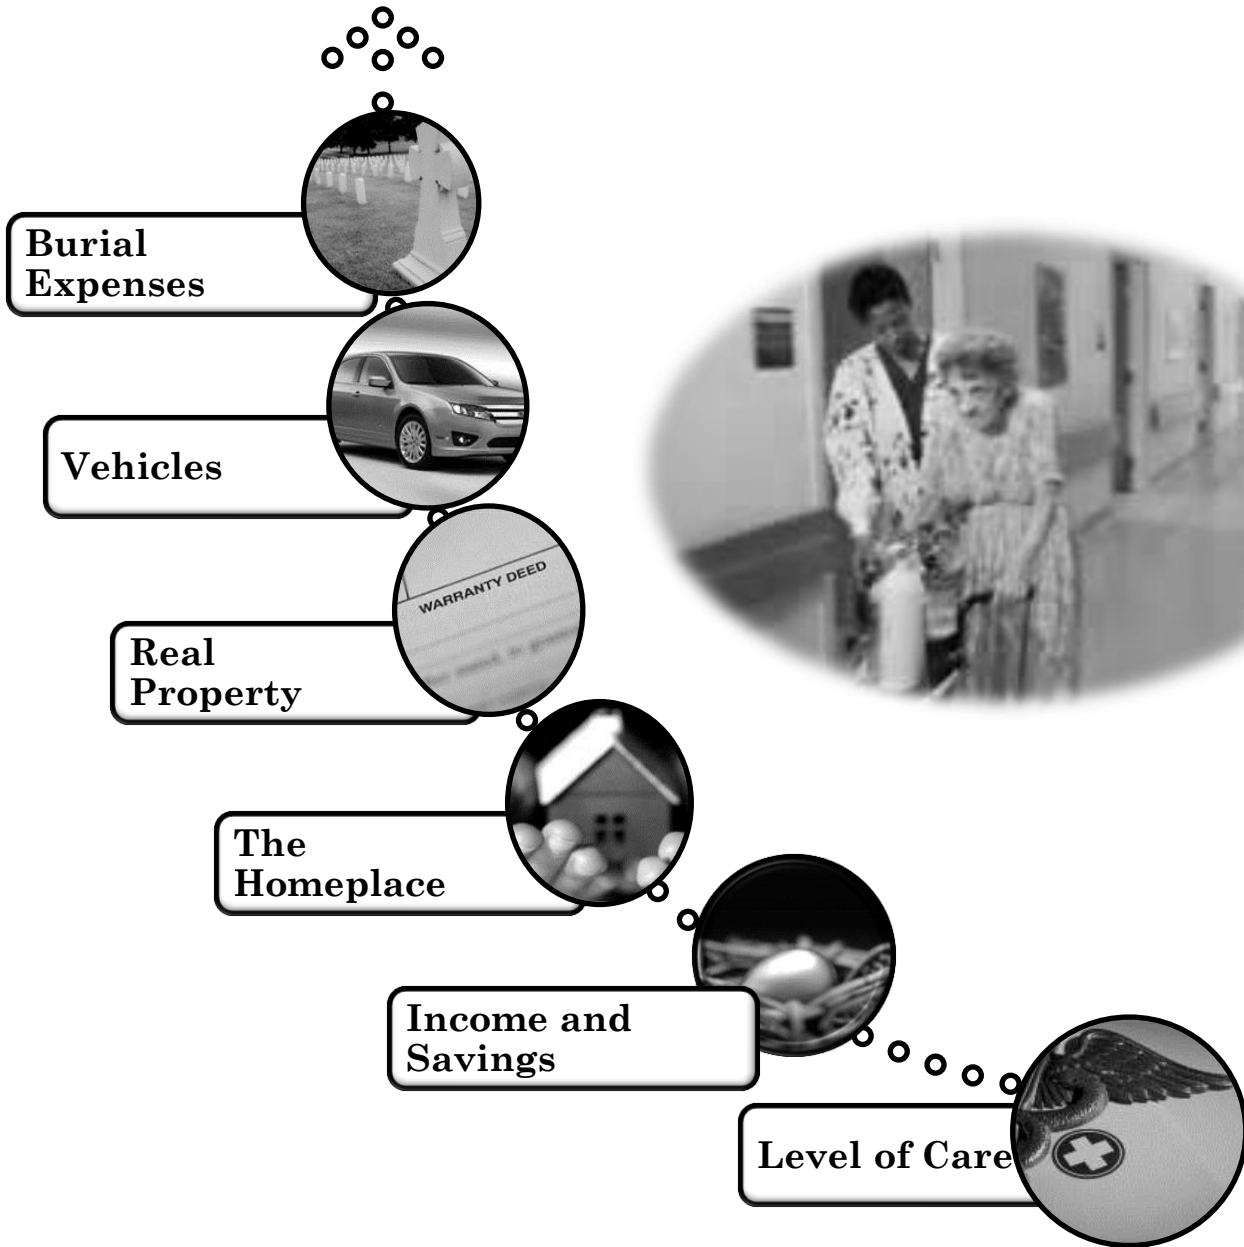 Burial
Expenses
Vehicles
WARRANTY DEED
Real
Property
The
Homeplace
Income and
Savings
Level of Care